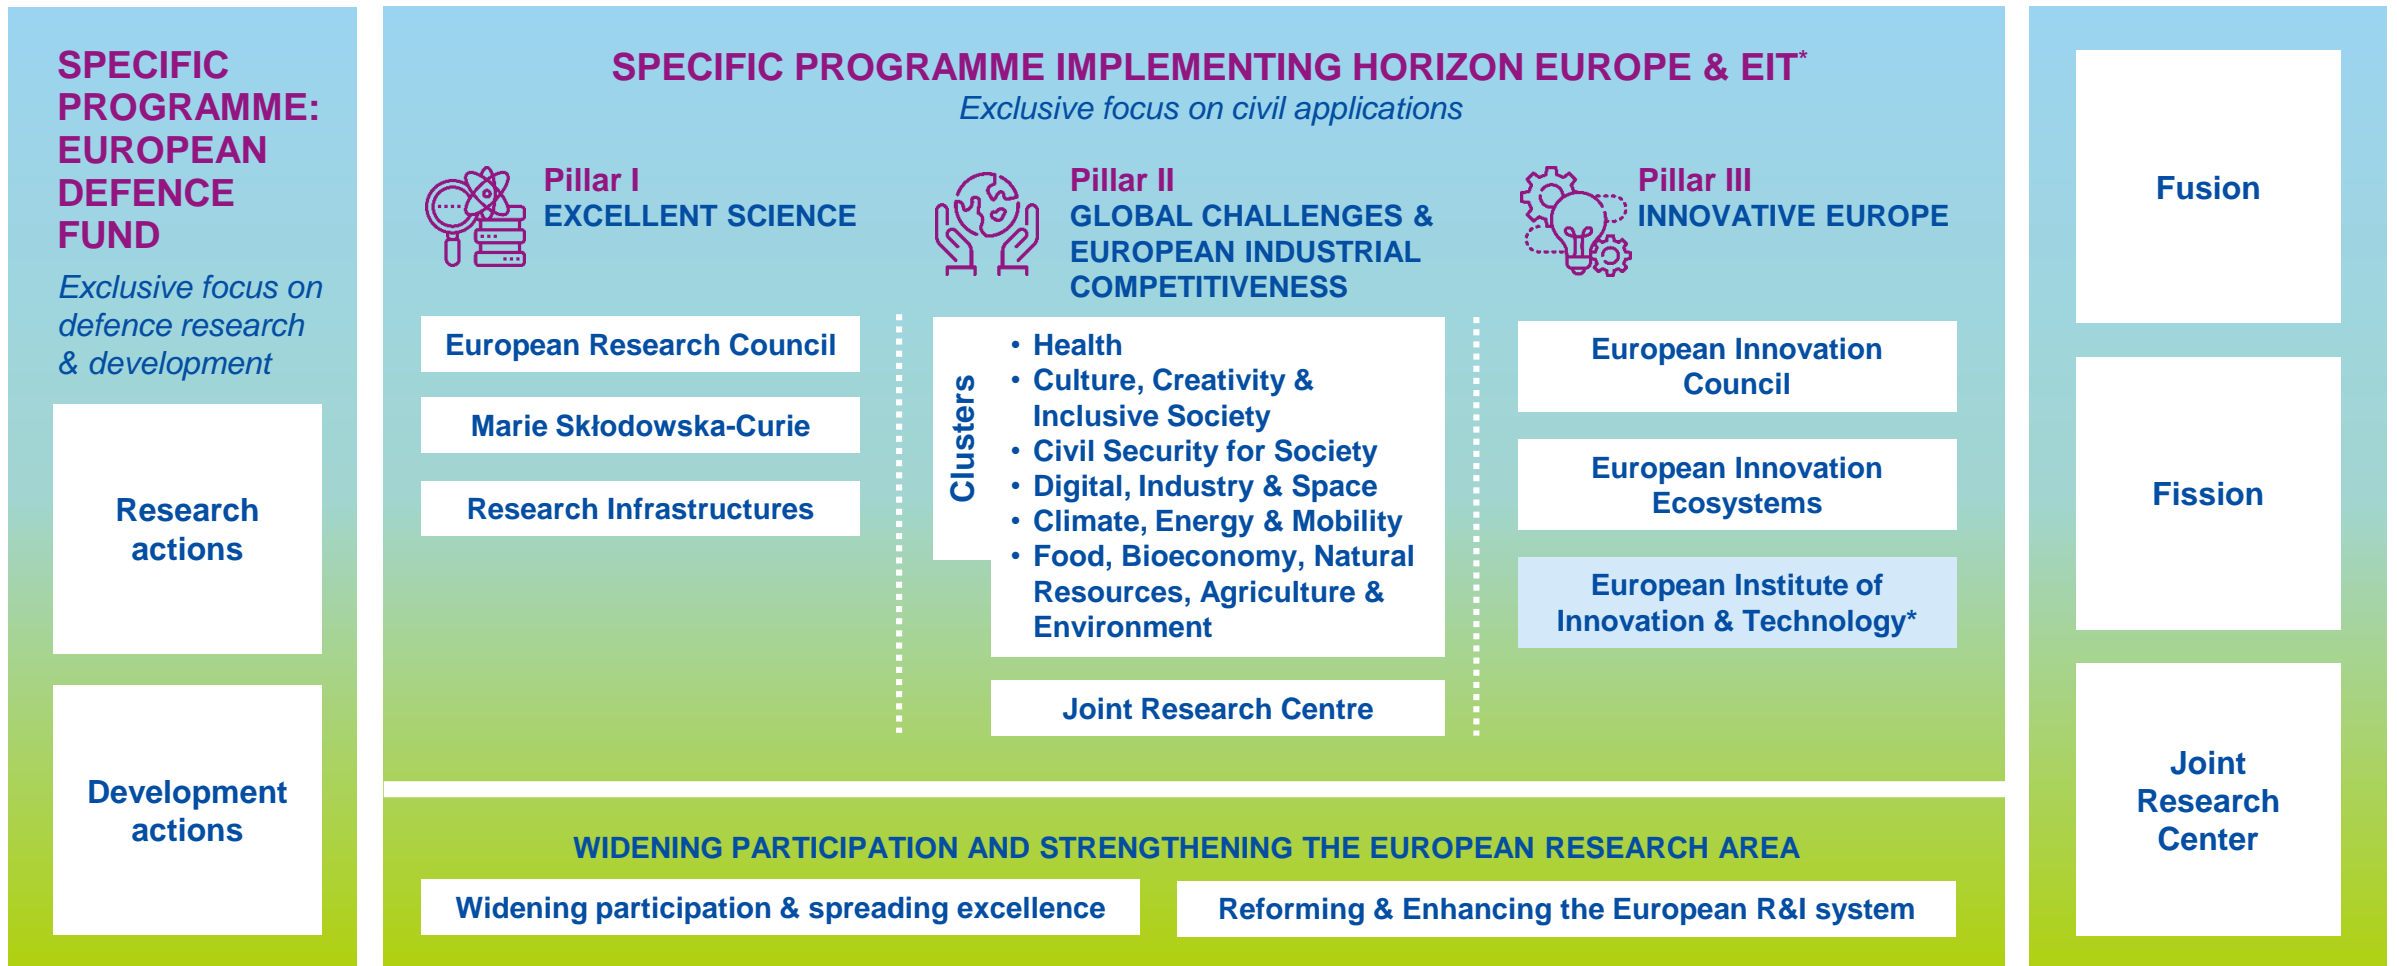 SPECIFIC
PROGRAMME:
EUROPEAN
DEFENCE
FUND
Exclusive focus on
defence research
& development
Research
actions
Development
actions
SPECIFIC PROGRAMME IMPLEMENTING HORIZON EUROPE & EIT*
Exclusive focus on civil applications
Pillar I
EXCELLENT SCIENCE
European Research Council
Marie Skłodowska-Curie
Research Infrastructures
Pillar II
GLOBAL CHALLENGES &
EUROPEAN INDUSTRIAL
COMPETITIVENESS
Clusters
• Health
• Culture, Creativity &
Inclusive Society
• Civil Security for Society
• Digital, Industry & Space
• Climate, Energy & Mobility
• Food, Bioeconomy, Natural
Resources, Agriculture &
Environment
Joint Research Centre
Pillar III
INNOVATIVE EUROPE
European Innovation
Council
European Innovation
Ecosystems
European Institute of
Innovation & Technology*
WIDENING PARTICIPATION AND STRENGTHENING THE EUROPEAN RESEARCH AREA
Widening participation & spreading excellence
Reforming & Enhancing the European R&I system
Fusion
Fission
Joint
Research
Center